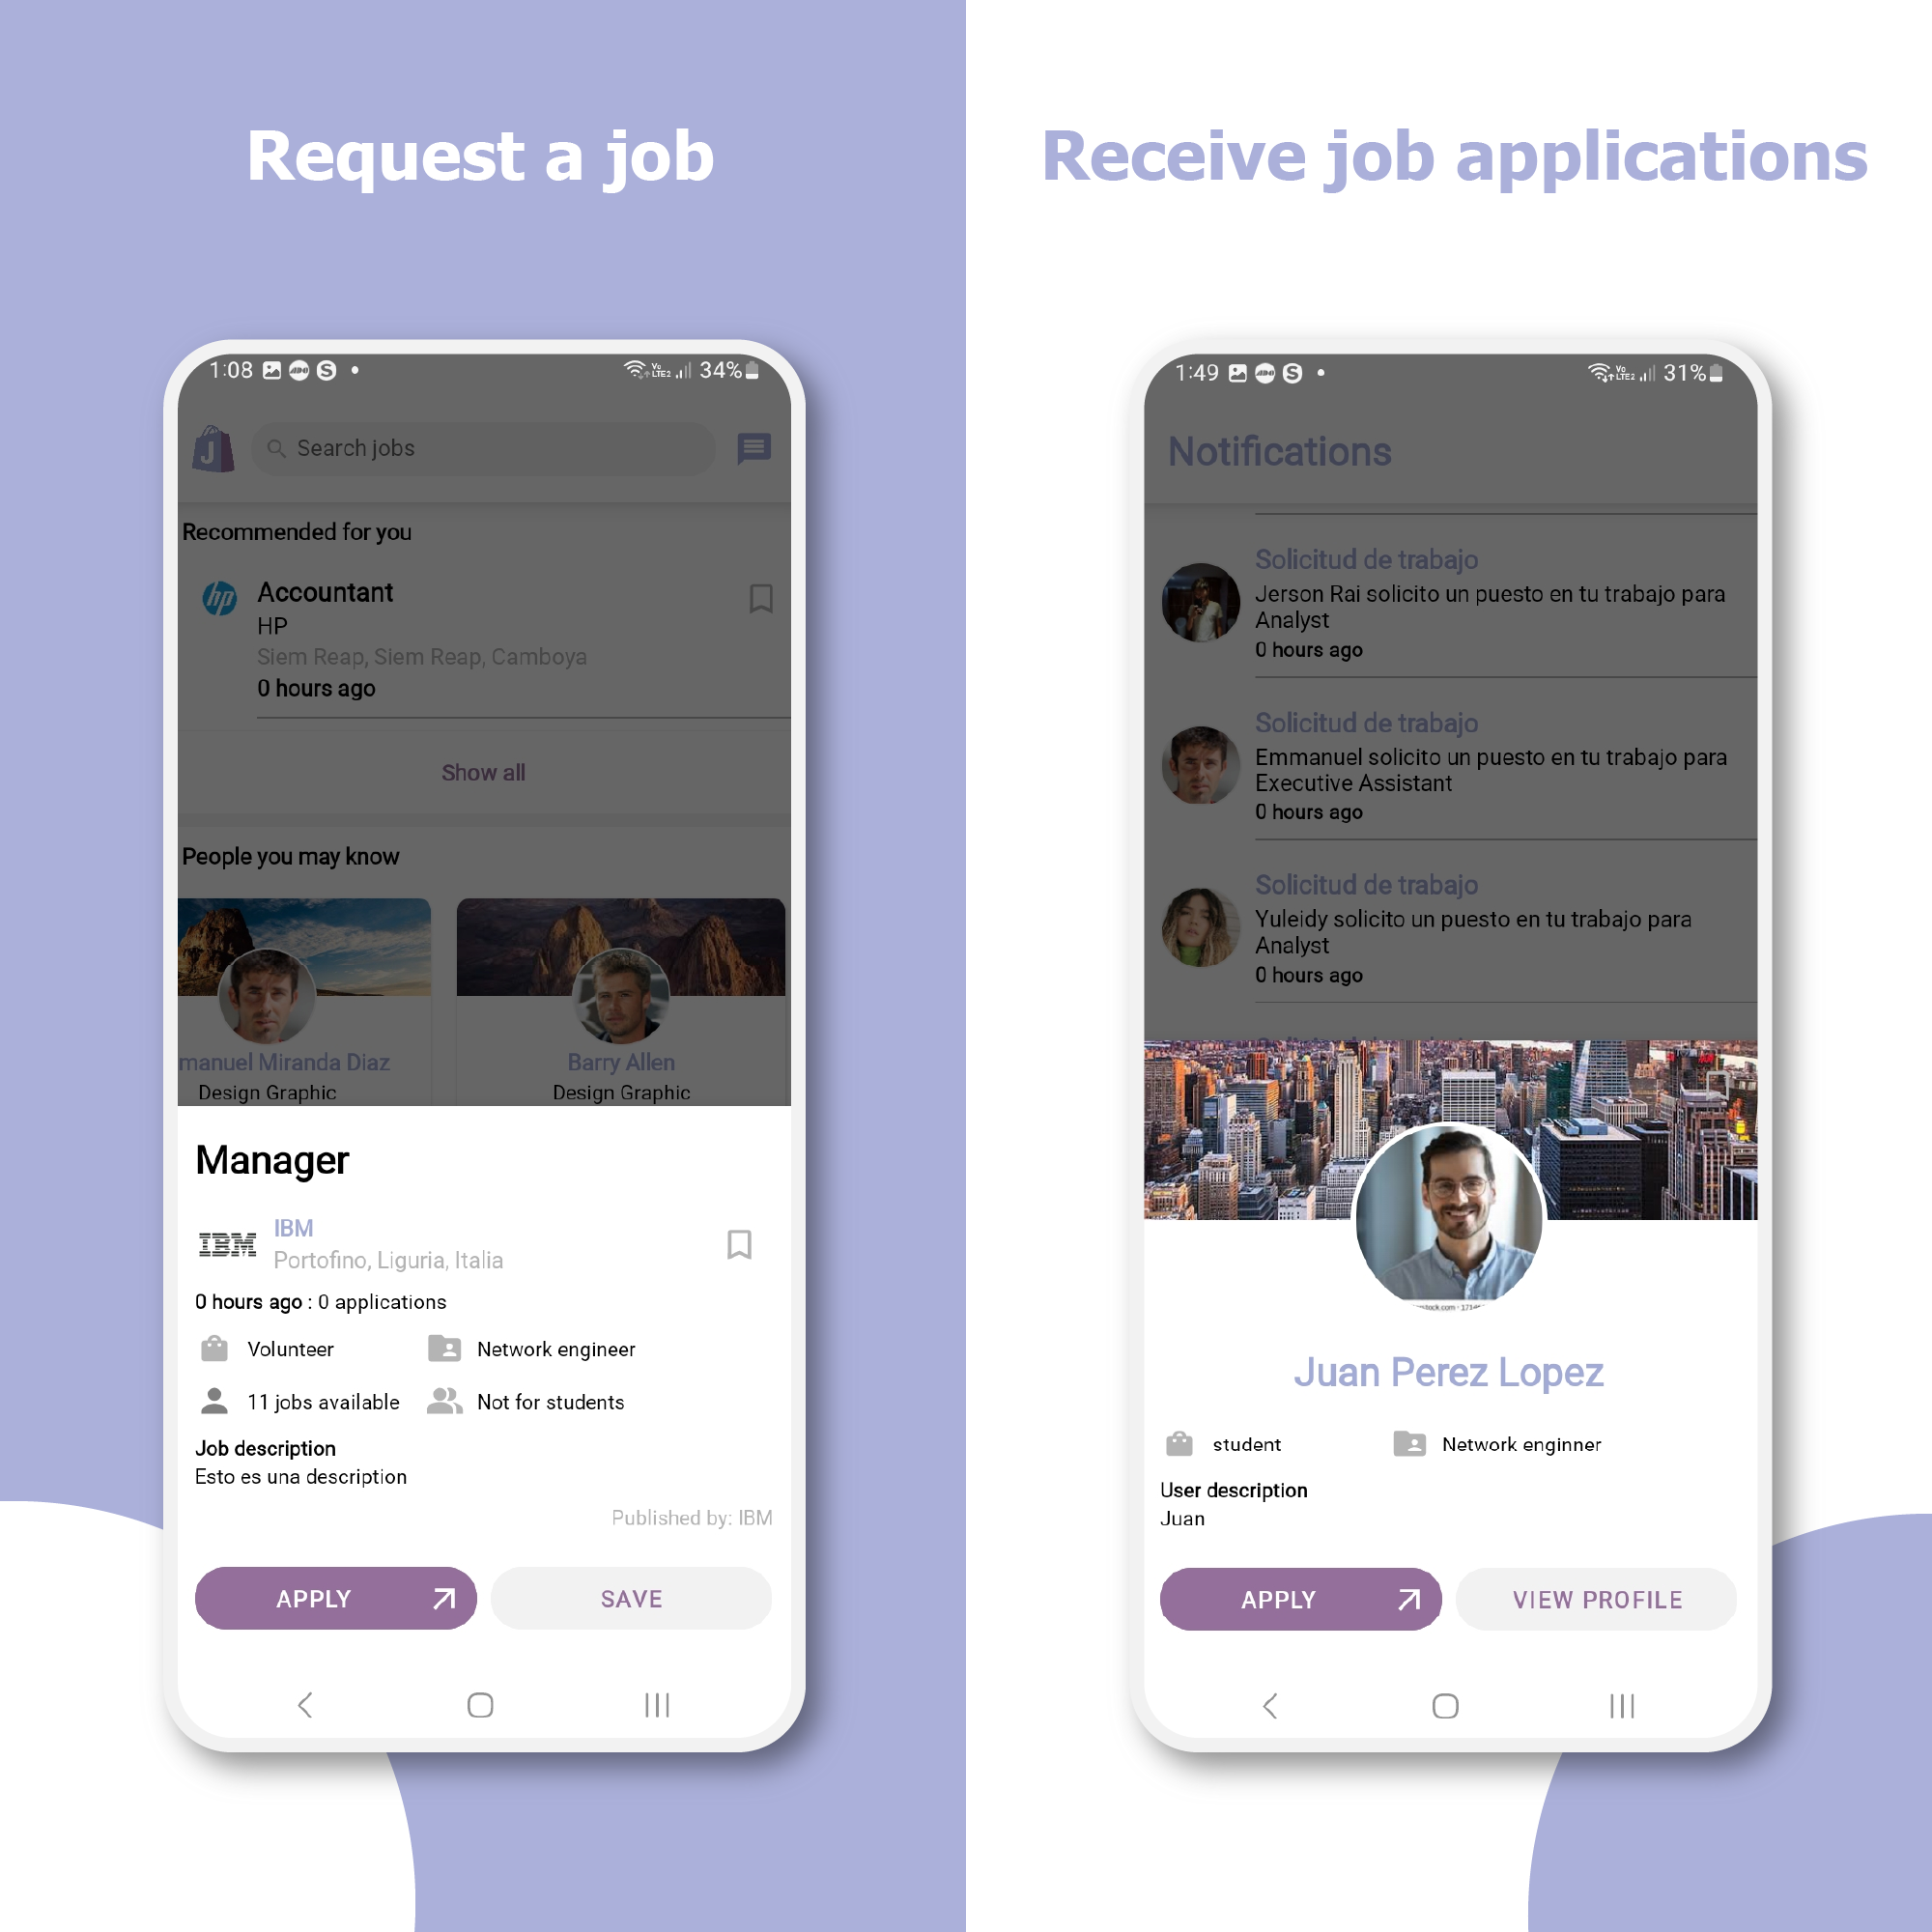 Request a job
1:08
Vo
LTE2
34%
J
Search jobs
Recommended for you
hp
Accountant
HP
Siem Reap, Siem Reap, Camboya
0 hours ago
Show all
People you may know
manuel Miranda Diaz
Design Graphic
Barry Allen
Design Graphic
Manager
IBM
IBM
Portofino, Liguria, Italia
0 hours ago : 0 applications
Volunteer
Network engineer
11 jobs available
Not for students
Job description
Esto es una description
Published by: IBM
APPLY
SAVE
Receive job applications
1:49
Vo
LTE2
31%
Notifications
Solicitud de trabajo
Jerson Rai solicito un puesto en tu trabajo para
Analyst
0 hours ago
Solicitud de trabajo
Emmanuel solicito un puesto en tu trabajo para
Executive Assistant
0 hours ago
Solicitud de trabajo
Yuleidy solicito un puesto en tu trabajo para
Analyst
0 hours ago
Juan Perez Lopez
student
Network enginner
User description
Juan
APPLY
VIEW PROFILE